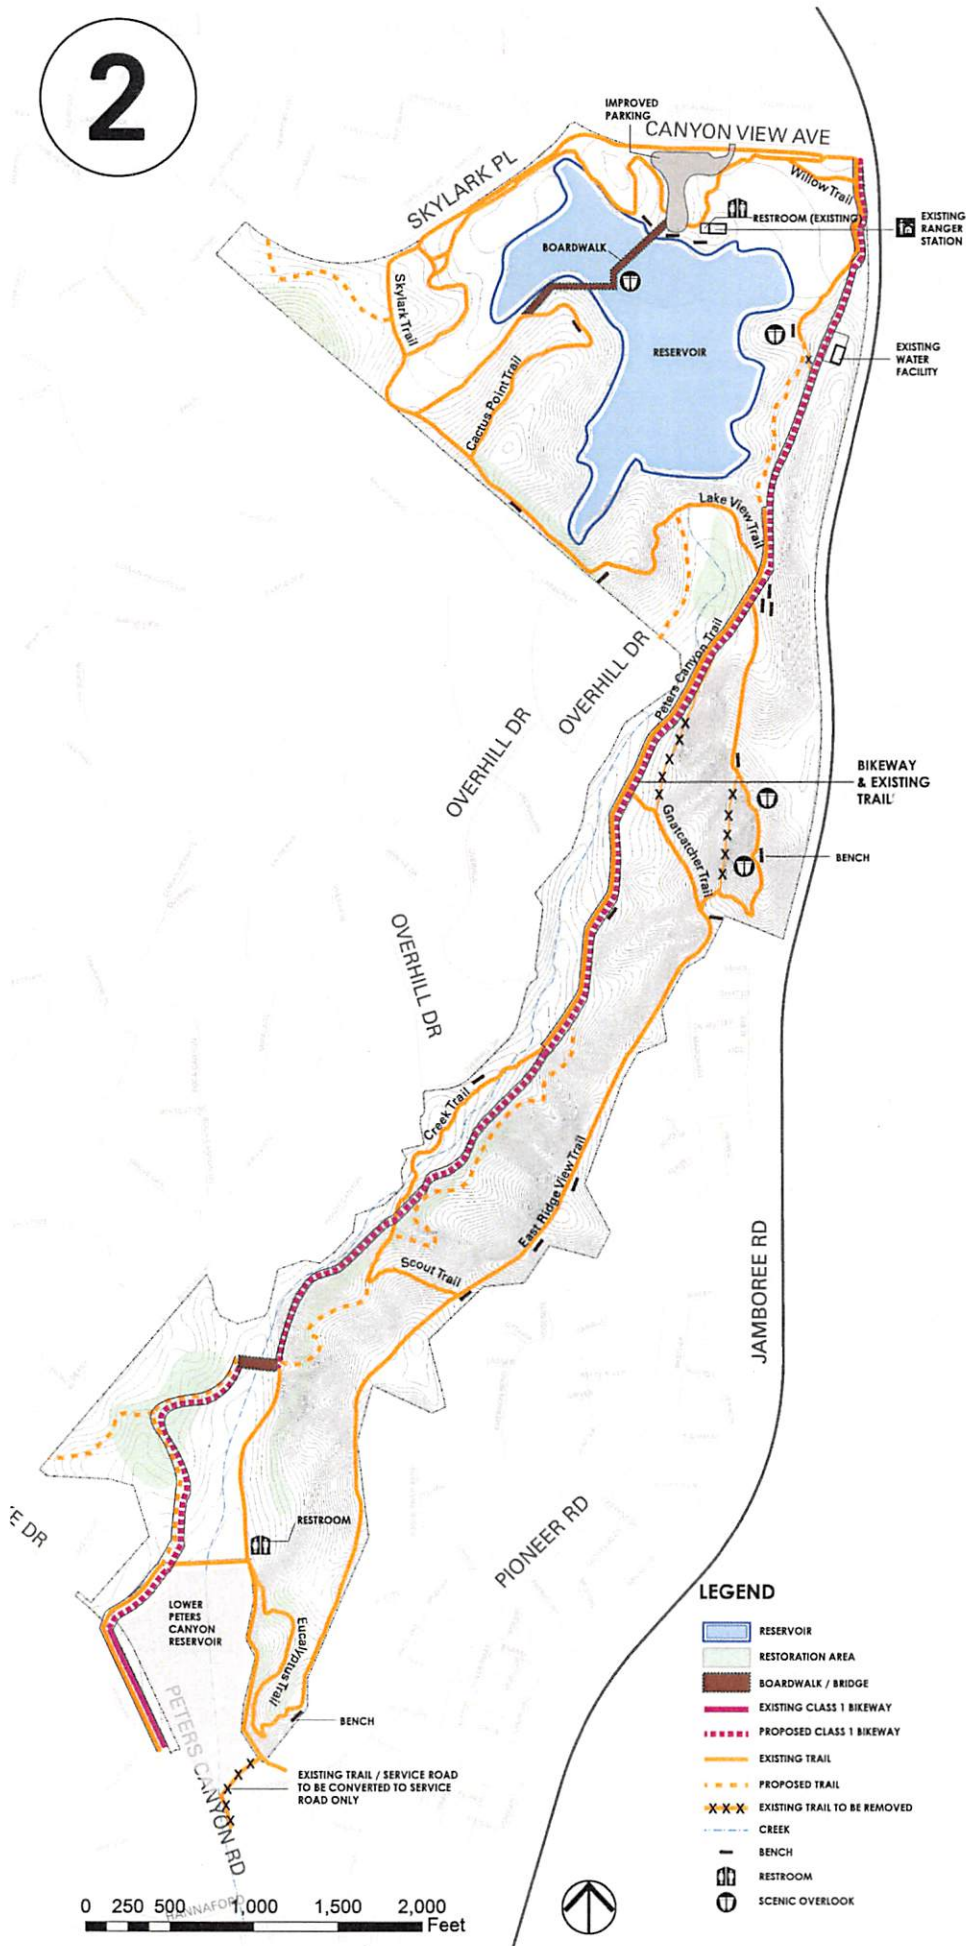 2
IMPROVED
PARKING
CANYON VIEW AVE
SKYLARK PL
Willow Trail
RESTROOM (EXISTING)
EXISTING
RANGER
STATION
BOARDWALK
Skylark Trail
RESERVOIR
EXISTING
WATER
FACILITY
Cactus Point Trail
Lake View Trail
OVERHILL DR
Peters Canyon Trail
OVERHILL DR
BIKEWAY
& EXISTING
TRAIL
Gnatcatcher Trail
BENCH
OVERHILL DR
Creek Trail
East Ridge View Trail
Scout Trail
JAMBOREE RD
RESTROOM
PIONEER RD
E DR
LOWER
PETERS
CANYON
RESERVOIR
Eucalyptus Trail
BENCH
PETERS CANYON RD
EXISTING TRAIL / SERVICE ROAD
TO BE CONVERTED TO SERVICE
ROAD ONLY
HANNAFORD
0 250 500 1,000 1,500 2,000
Feet
LEGEND
RESERVOIR
RESTORATION AREA
BOARDWALK / BRIDGE
EXISTING CLASS 1 BIKEWAY
PROPOSED CLASS 1 BIKEWAY
EXISTING TRAIL
PROPOSED TRAIL
X X X EXISTING TRAIL TO BE REMOVED
CREEK
BENCH
RESTROOM
SCENIC OVERLOOK